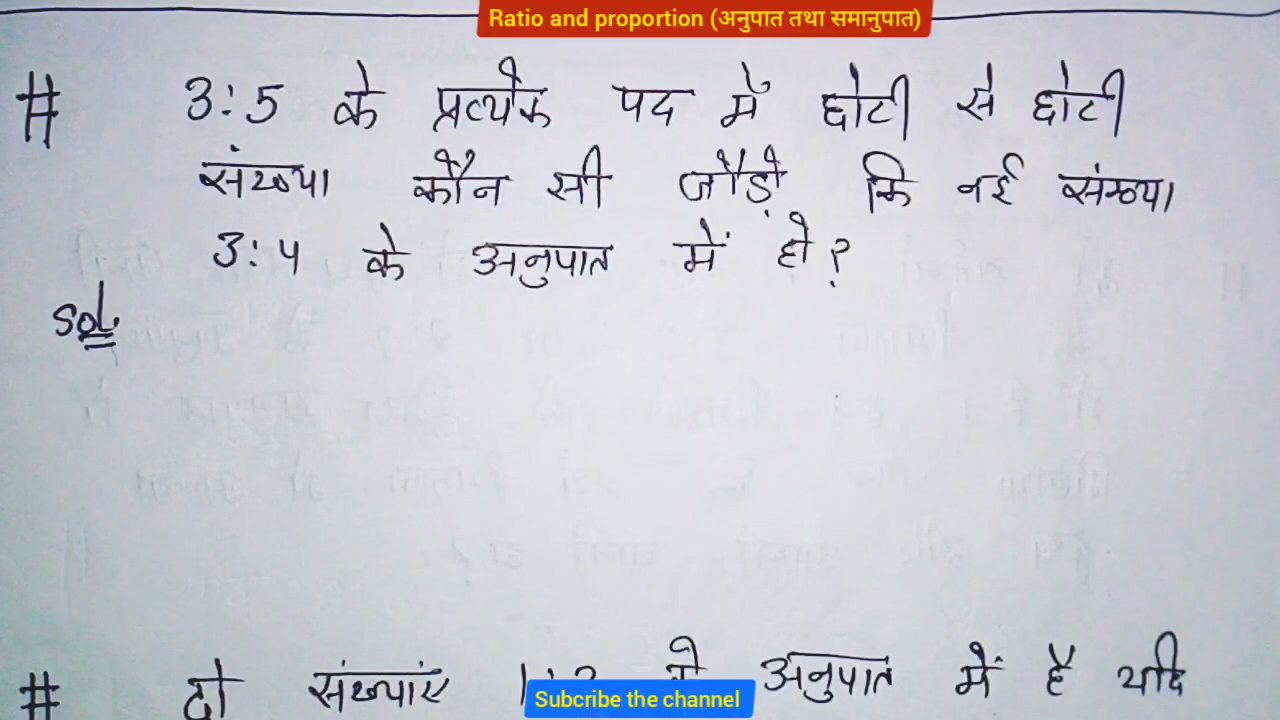 Ratio and proportion (अनुपात तथा समानुपात)
# 3:5 के प्रत्येक पद में छोटी से छोटी
संख्या कौन सी जोड़े कि नई संख्या
3:4 के अनुपात में हो?
Sol.
# दो संख्याएं अनुपात में है यदि
Subcribe the channel